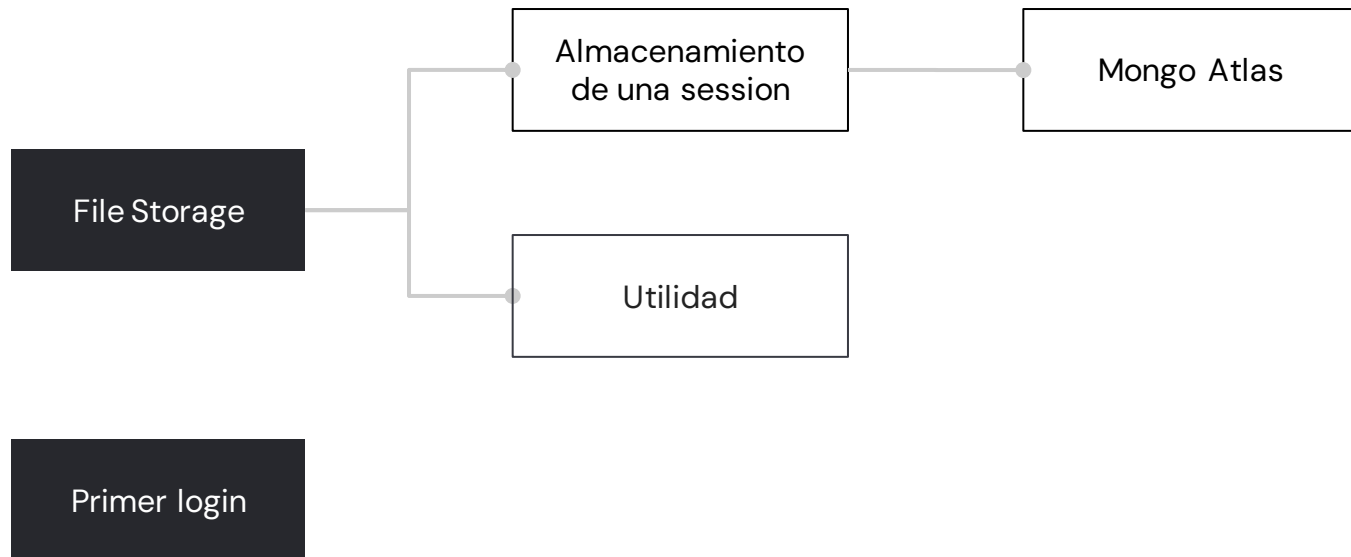 Almacenamiento
de una session
Mongo Atlas
File Storage
Utilidad
Primer login